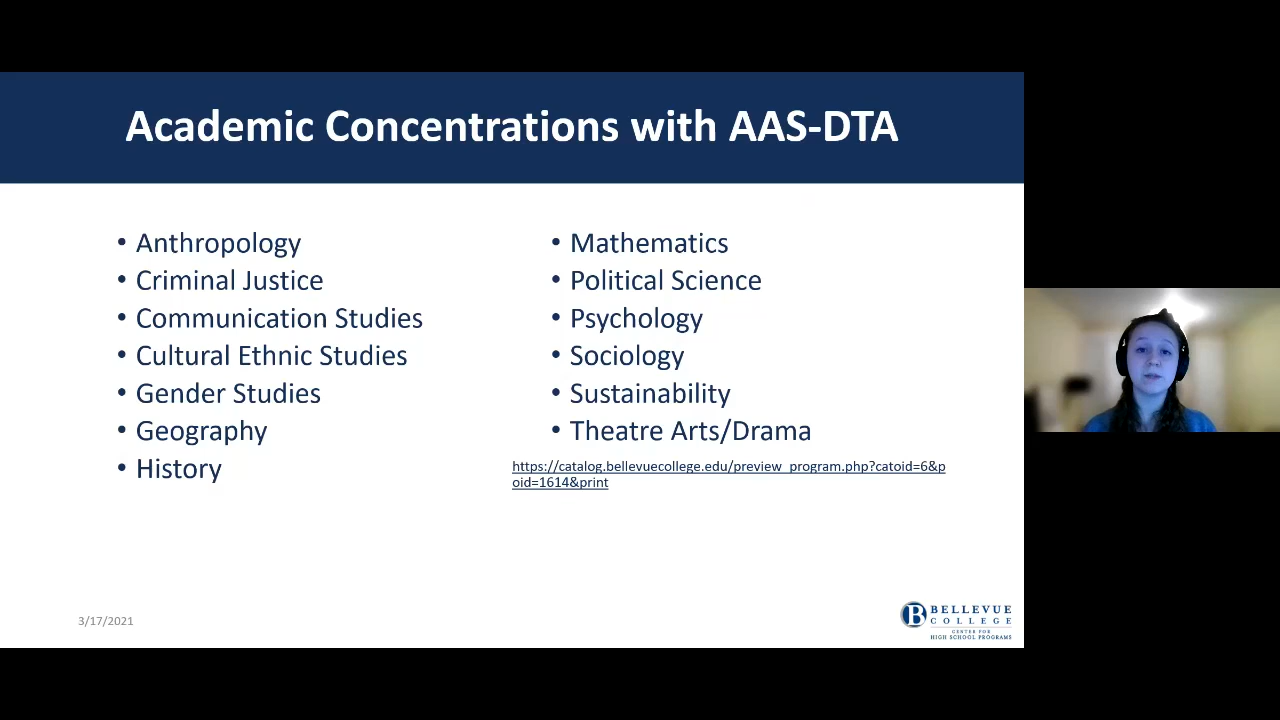 Academic Concentrations with AAS-DTA
• Anthropology
• Criminal Justice
• Communication Studies
• Cultural Ethnic Studies
• Gender Studies
• Geography
• History
• Mathematics
• Political Science
• Psychology
• Sociology
• Sustainability
• Theatre Arts/Drama
https://catalog.bellevuecollege.edu/preview_program.php?catoid=6&p
oid=1614&print
3/17/2021
B BELLEVUE
COLLEGE
CENTER FOR
HIGH SCHOOL PROGRAMS